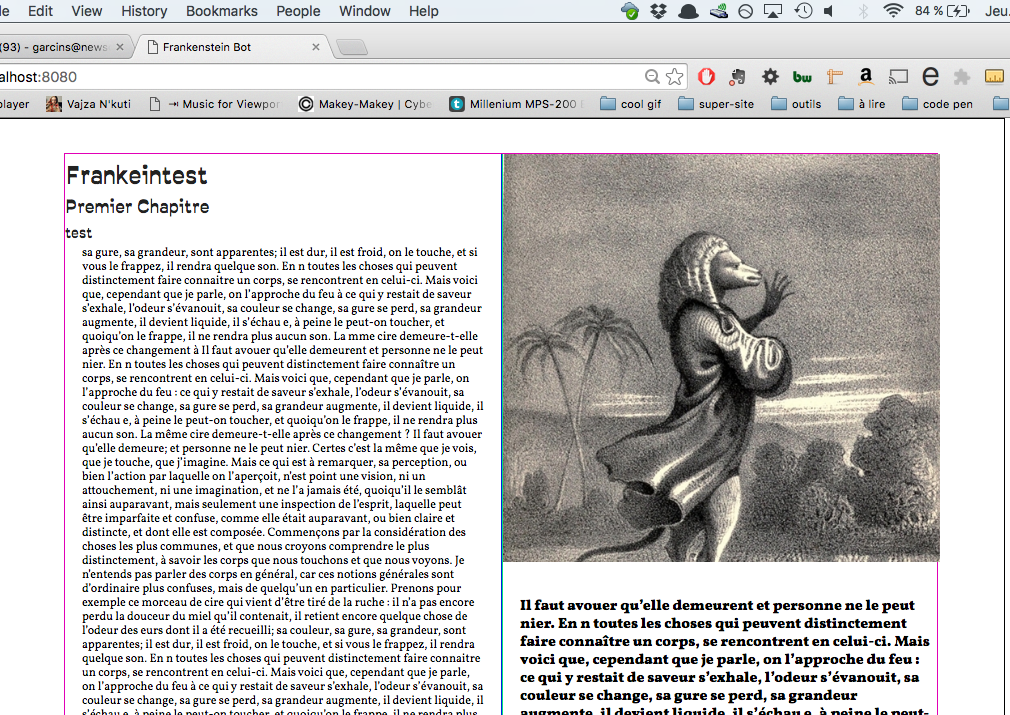 le Edit View History Bookmarks People Window Help 84 % Jeu.
(93) - garcins@news Frankenstein Bot
alhost:8080
bw a e
player Vajza N'kuti ⇥ Music for Viewpor Makey-Makey | Cybe t Millenium MPS-200 cool gif super-site outils à lire code pen
Frankeintest
Premier Chapitre
test
sa gure, sa grandeur, sont apparentes; il est dur, il est froid, on le touche, et si
vous le frappez, il rendra quelque son. En n toutes les choses qui peuvent
distinctement faire connaitre un corps, se rencontrent en celui-ci. Mais voici
que, cependant que je parle, on l'approche du feu à ce qui y restait de saveur
s'exhale, l'odeur s'évanouit, sa couleur se change, sa gure se perd, sa grandeur
augmente, il devient liquide, il s'échau e, à peine le peut-on toucher, et
quoiqu'on le frappe, il ne rendra plus aucun son. La mme cire demeure-t-elle
après ce changement à Il faut avouer qu'elle demeurent et personne ne le peut
nier. En n toutes les choses qui peuvent distinctement faire connaître un
corps, se rencontrent en celui-ci. Mais voici que, cependant que je parle, on
l'approche du feu : ce qui y restait de saveur s'exhale, l'odeur s'évanouit, sa
couleur se change, sa gure se perd, sa grandeur augmente, il devient liquide, il
s'échau e, à peine le peut-on toucher, et quoiqu'on le frappe, il ne rendra plus
aucun son. La même cire demeure-t-elle après ce changement ? Il faut avouer
qu'elle demeure; et personne ne le peut nier. Certes c'est la même que je vois,
que je touche, que j'imagine. Mais ce qui est à remarquer, sa perception, ou
bien l'action par laquelle on l'aperçoit, n'est point une vision, ni un
attouchement, ni une imagination, et ne l'a jamais été, quoiqu'il le semblât
ainsi auparavant, mais seulement une inspection de l'esprit, laquelle peut
être imparfaite et confuse, comme elle était auparavant, ou bien claire et
distincte, et dont elle est composée. Commençons par la considération des
choses les plus communes, et que nous croyons comprendre le plus
distinctement, à savoir les corps que nous touchons et que nous voyons. Je
n'entends pas parler des corps en général, car ces notions générales sont
d'ordinaire plus confuses, mais de quelqu'un en particulier. Prenons pour
exemple ce morceau de cire qui vient d'être tiré de la ruche : il n'a pas encore
perdu la douceur du miel qu'il contenait, il retient encore quelque chose de
l'odeur des eurs dont il a été recueilli; sa couleur, sa gure, sa grandeur, sont
apparentes; il est dur, il est froid, on le touche, et si vous le frappez, il rendra
quelque son. En n toutes les choses qui peuvent distinctement faire connaitre
un corps, se rencontrent en celui-ci. Mais voici que, cependant que je parle,
on l'approche du feu à ce qui y restait de saveur s'exhale, l'odeur s'évanouit, sa
couleur se change, sa gure se perd, sa grandeur augmente, il devient liquide, il
s'échau e, à peine le peut-on toucher, et quoiqu'on le frappe, il ne rendra plus
Il faut avouer qu'elle demeurent et personne ne le peut
nier. En n toutes les choses qui peuvent distinctement
faire connaître un corps, se rencontrent en celui-ci. Mais
voici que, cependant que je parle, on l'approche du feu :
ce qui y restait de saveur s'exhale, l'odeur s'évanouit, sa
couleur se change, sa gure se perd, sa grandeur
augmente, il devient liquide, il s'échau e, à peine le peut-